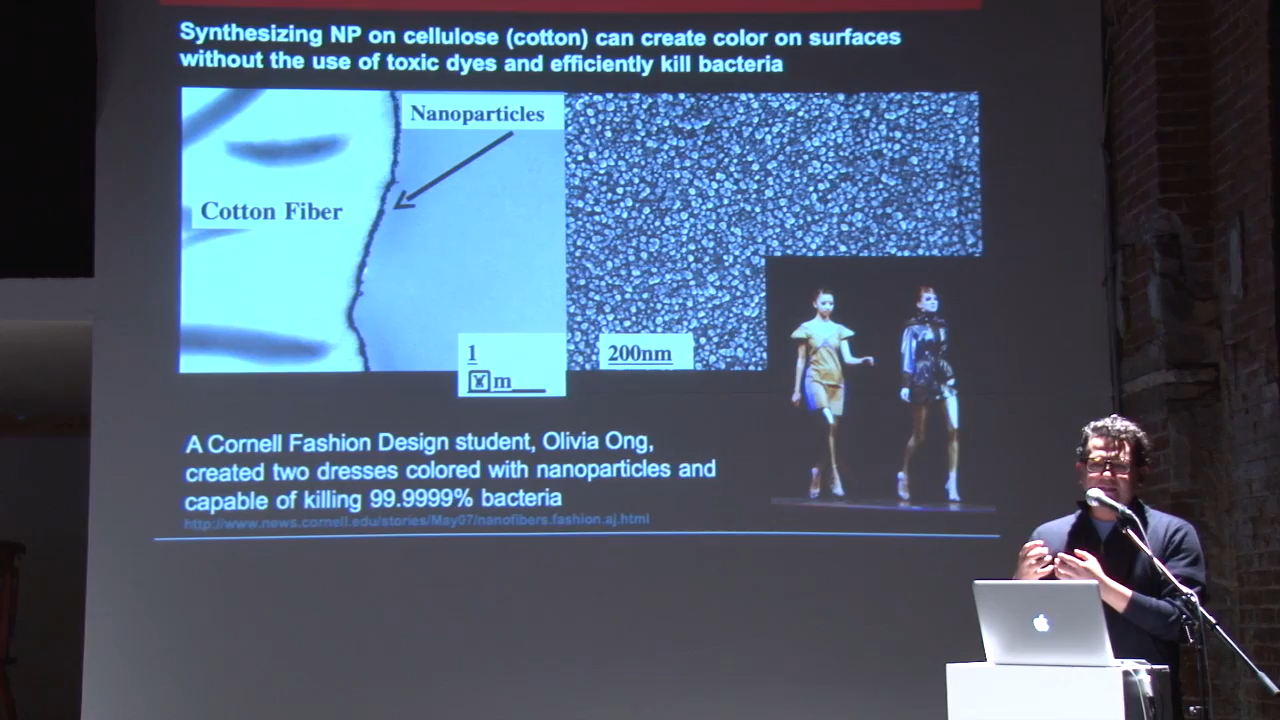 Synthesizing NP on cellulose (cotton) can create color on surfaces
without the use of toxic dyes and efficiently kill bacteria
Nanoparticles
Cotton Fiber
1
m
200nm
A Cornell Fashion Design student, Olivia Ong,
created two dresses colored with nanoparticles and
capable of killing 99.9999% bacteria
http://www.news.cornell.edu/stories/May07/nanofibers.fashion.aj.html